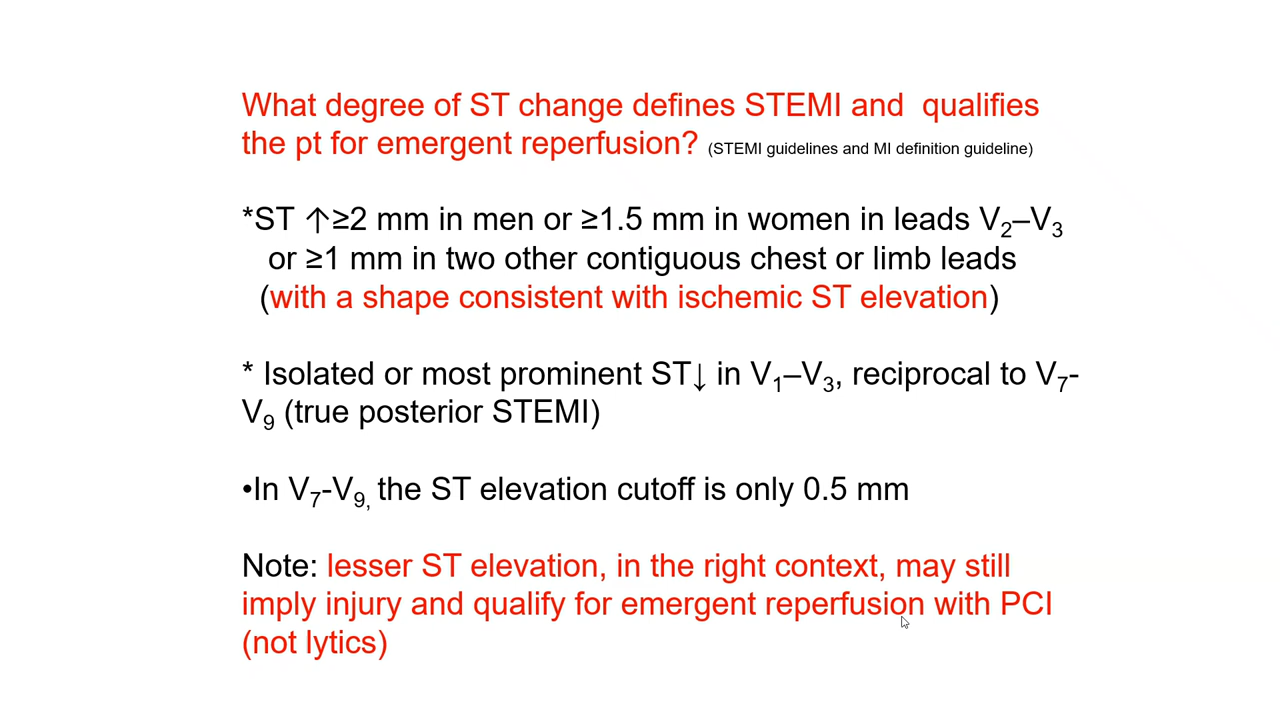 What degree of ST change defines STEMI and  qualifies
the pt for emergent reperfusion? (STEMI guidelines and MI definition guideline)
*ST ↑≥2 mm in men or ≥1.5 mm in women in leads V₂–V₃
or ≥1 mm in two other contiguous chest or limb leads
(with a shape consistent with ischemic ST elevation)
* Isolated or most prominent ST↓ in V₁–V₃, reciprocal to V₇-
V₉ (true posterior STEMI)
•In V₇-V₉, the ST elevation cutoff is only 0.5 mm
Note: lesser ST elevation, in the right context, may still
imply injury and qualify for emergent reperfusion with PCI
(not lytics)